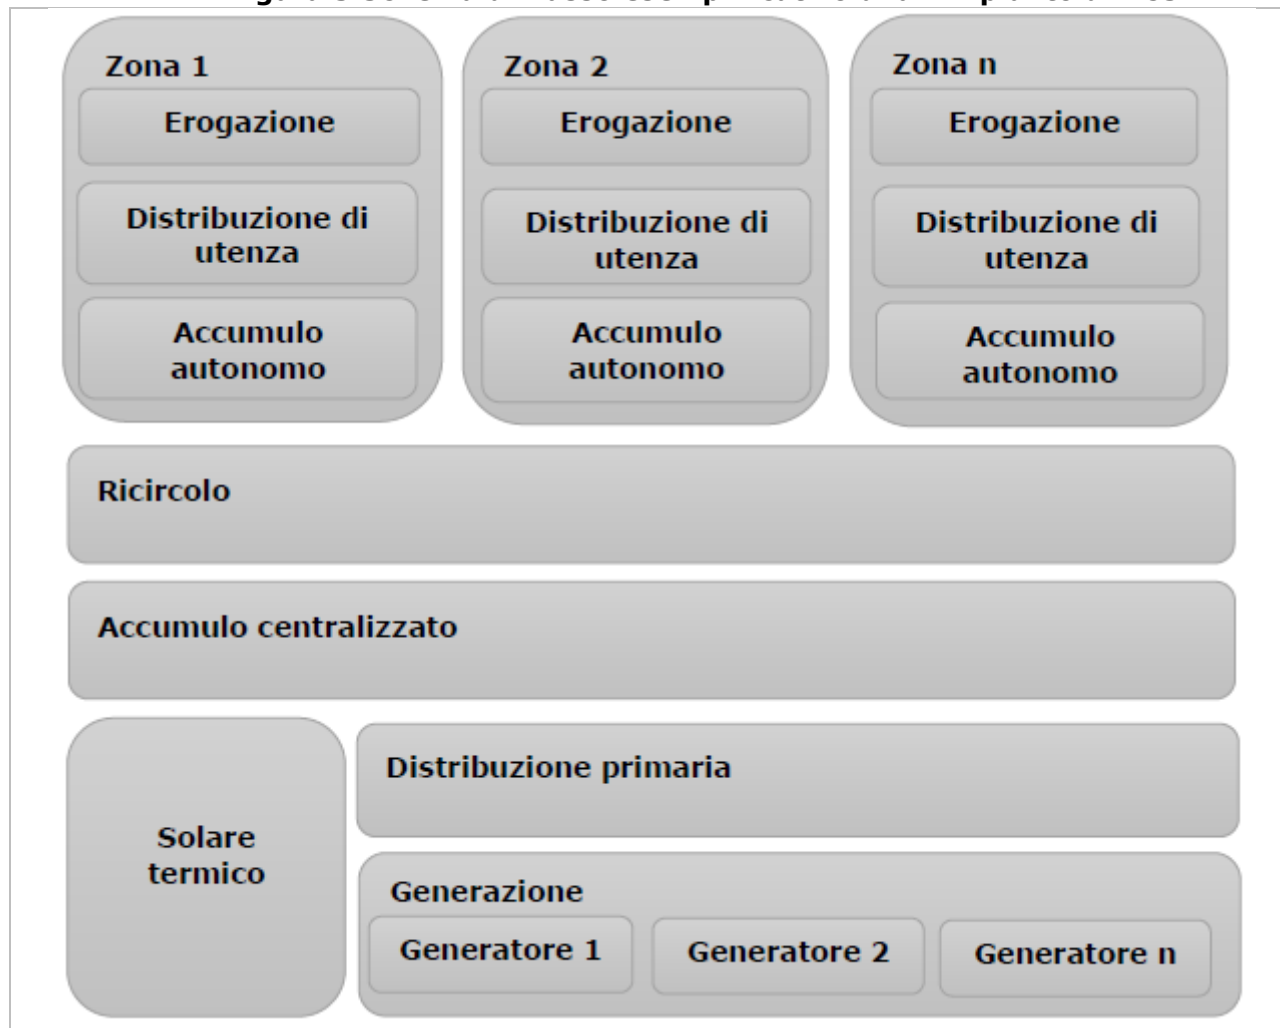 Zona 1
Erogazione
Distribuzione di
utenza
Accumulo
autonomo
Zona 2
Erogazione
Distribuzione di
utenza
Accumulo
autonomo
Zona n
Erogazione
Distribuzione di
utenza
Accumulo
autonomo
Ricircolo
Accumulo centralizzato
Solare
termico
Distribuzione primaria
Generazione
Generatore 1
Generatore 2
Generatore n